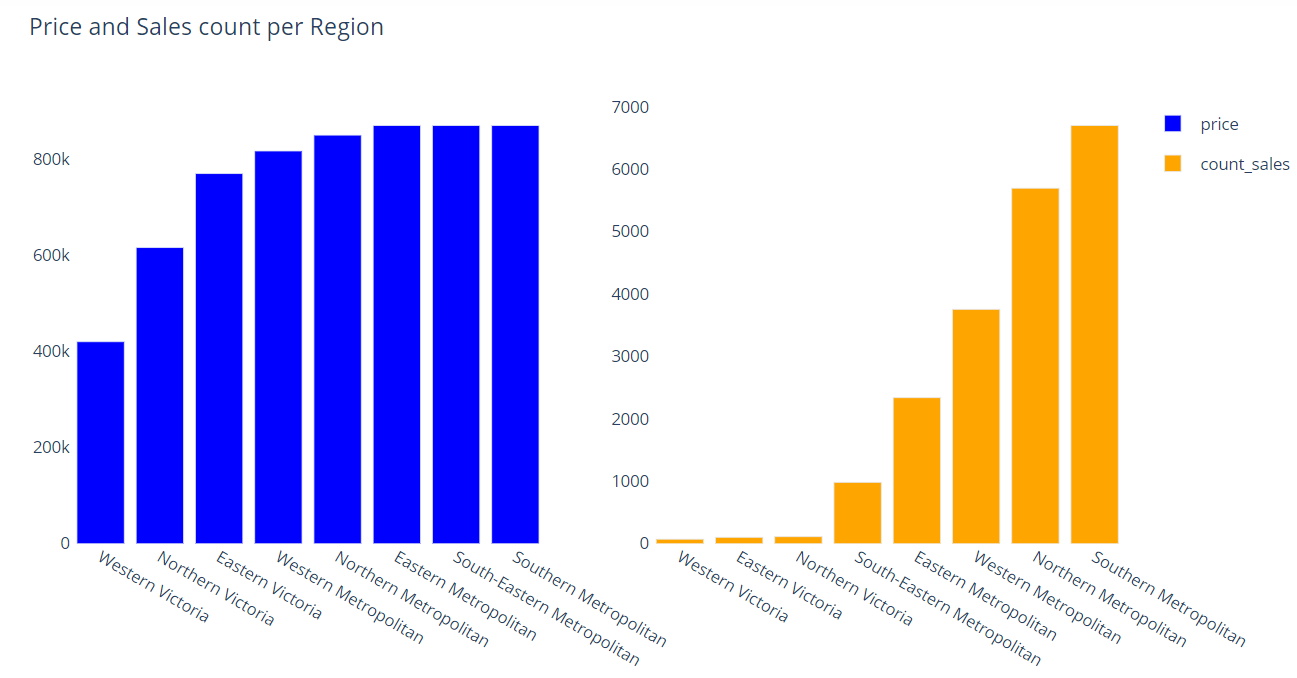 Price and Sales count per Region
800k
600k
400k
200k
0
Western Victoria
Northern Victoria
Eastern Victoria
Western Metropolitan
Northern Metropolitan
Eastern Metropolitan
South-Eastern Metropolitan
Southern Metropolitan
7000
6000
5000
4000
3000
2000
1000
0
Western Victoria
Eastern Victoria
Northern Victoria
South-Eastern Metropolitan
Eastern Metropolitan
Western Metropolitan
Northern Metropolitan
Southern Metropolitan
price
count_sales